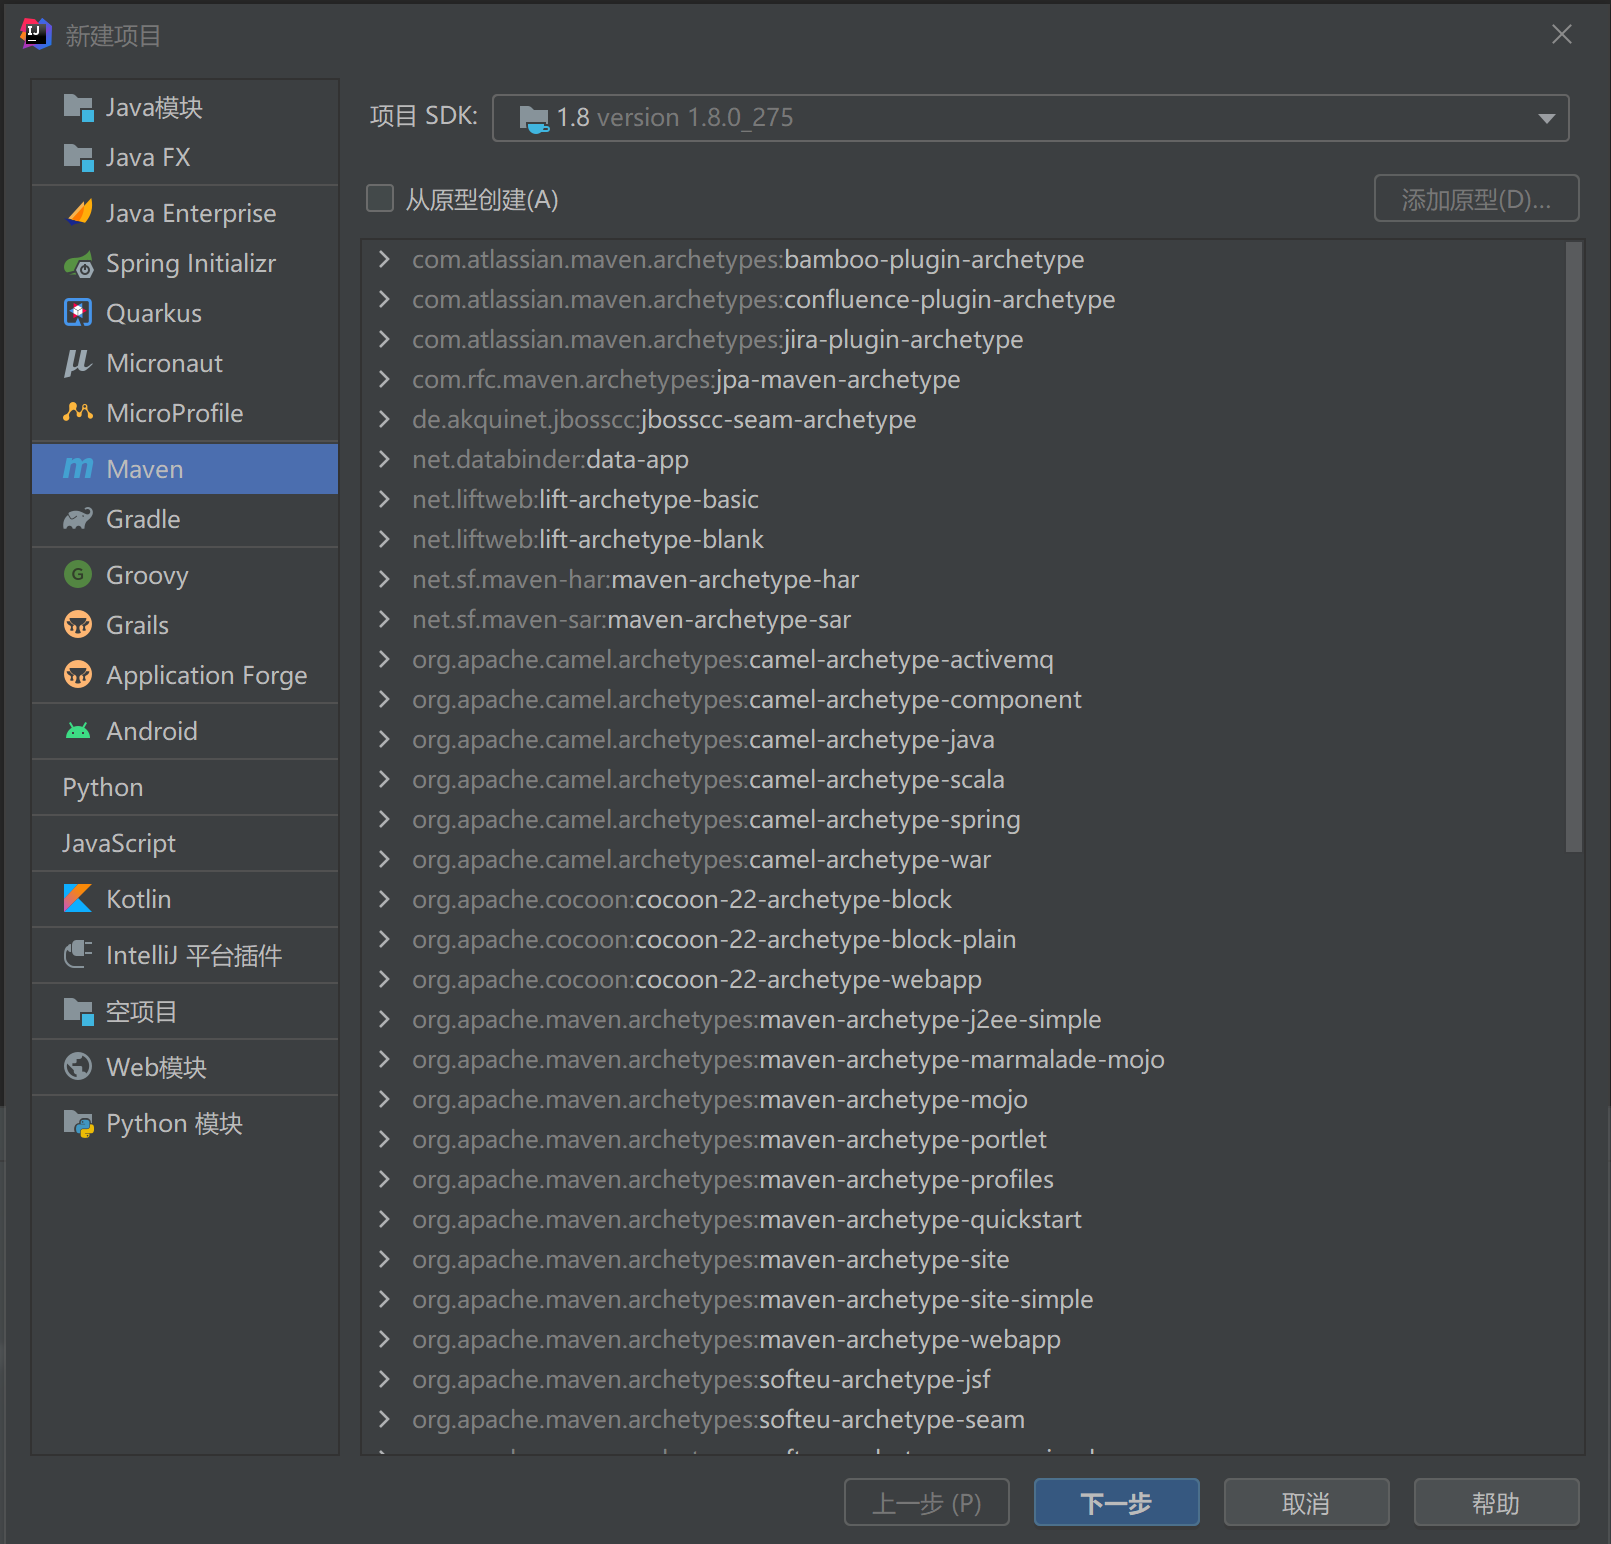 新建项目
Java模块
Java FX
Java Enterprise
Spring Initializr
Quarkus
Micronaut
MicroProfile
Maven
Gradle
Groovy
Grails
Application Forge
Android
Python
JavaScript
Kotlin
IntelliJ 平台插件
空项目
Web模块
Python 模块
项目 SDK: 1.8 version 1.8.0_275
从原型创建(A) 添加原型(D)...
com.atlassian.maven.archetypes:bamboo-plugin-archetype
com.atlassian.maven.archetypes:confluence-plugin-archetype
com.atlassian.maven.archetypes:jira-plugin-archetype
com.rfc.maven.archetypes:jpa-maven-archetype
de.akquinet.jbosscc:jbosscc-seam-archetype
net.databinder:data-app
net.liftweb:lift-archetype-basic
net.liftweb:lift-archetype-blank
net.sf.maven-har:maven-archetype-har
net.sf.maven-sar:maven-archetype-sar
org.apache.camel.archetypes:camel-archetype-activemq
org.apache.camel.archetypes:camel-archetype-component
org.apache.camel.archetypes:camel-archetype-java
org.apache.camel.archetypes:camel-archetype-scala
org.apache.camel.archetypes:camel-archetype-spring
org.apache.camel.archetypes:camel-archetype-war
org.apache.cocoon:cocoon-22-archetype-block
org.apache.cocoon:cocoon-22-archetype-block-plain
org.apache.cocoon:cocoon-22-archetype-webapp
org.apache.maven.archetypes:maven-archetype-j2ee-simple
org.apache.maven.archetypes:maven-archetype-marmalade-mojo
org.apache.maven.archetypes:maven-archetype-mojo
org.apache.maven.archetypes:maven-archetype-portlet
org.apache.maven.archetypes:maven-archetype-profiles
org.apache.maven.archetypes:maven-archetype-quickstart
org.apache.maven.archetypes:maven-archetype-site
org.apache.maven.archetypes:maven-archetype-site-simple
org.apache.maven.archetypes:maven-archetype-webapp
org.apache.maven.archetypes:softeu-archetype-jsf
org.apache.maven.archetypes:softeu-archetype-seam
上一步 (P) 下一步 取消 帮助